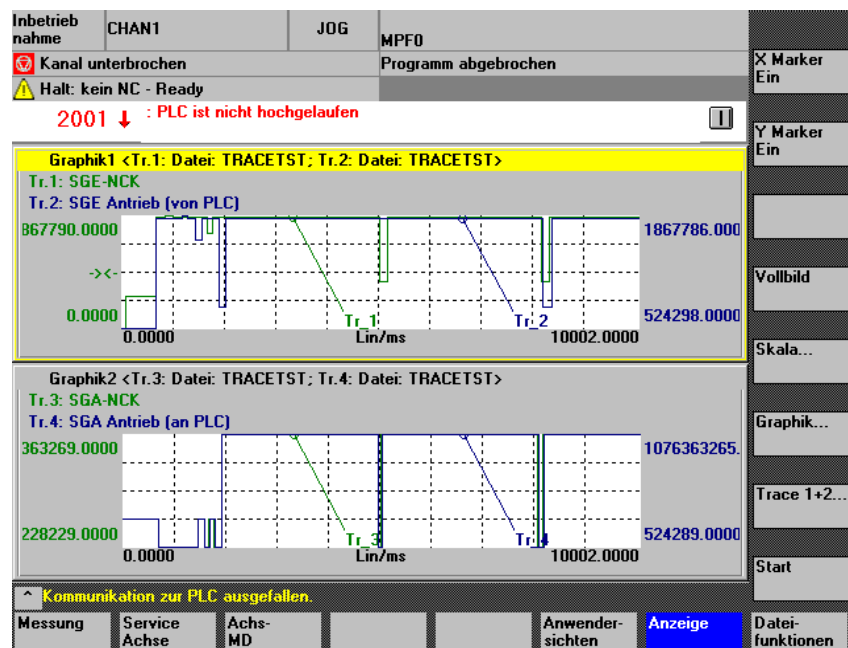 Inbetrieb
nahme
CHAN1
JOG
MPF0
Kanal unterbrochen
Programm abgebrochen
Halt: kein NC - Ready
2001 ↓ : PLC ist nicht hochgelaufen
X Marker
Ein
Y Marker
Ein
Vollbild
Skala...
Graphik...
Trace 1+2...
Start
Graphik1 <Tr.1: Datei: TRACETST; Tr.2: Datei: TRACETST>
Tr.1: SGE-NCK
Tr.2: SGE Antrieb (von PLC)
867790.0000
1867786.000
-><-
0.0000
524298.0000
Tr_1
Tr_2
0.0000
Lin/ms
10002.0000
Graphik2 <Tr.3: Datei: TRACETST; Tr.4: Datei: TRACETST>
Tr.3: SGA-NCK
Tr.4: SGA Antrieb (an PLC)
363269.0000
1076363265.
228229.0000
524289.0000
Tr_3
Tr_4
0.0000
Lin/ms
10002.0000
^ Kommunikation zur PLC ausgefallen.
Messung
Service
Achse
Achs-
MD
Anwender-
sichten
Anzeige
Datei-
funktionen